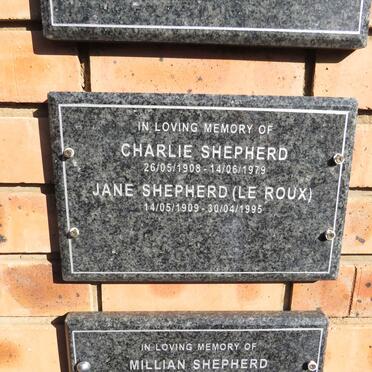 IN LOVING MEMORY OF
CHARLIE SHEPHERD
26/05/1908 - 14/06/1979
JANE SHEPHERD (LE ROUX)
14/05/1909 - 30/04/1995
IN LOVING MEMORY OF
MILLIAN SHEPHERD